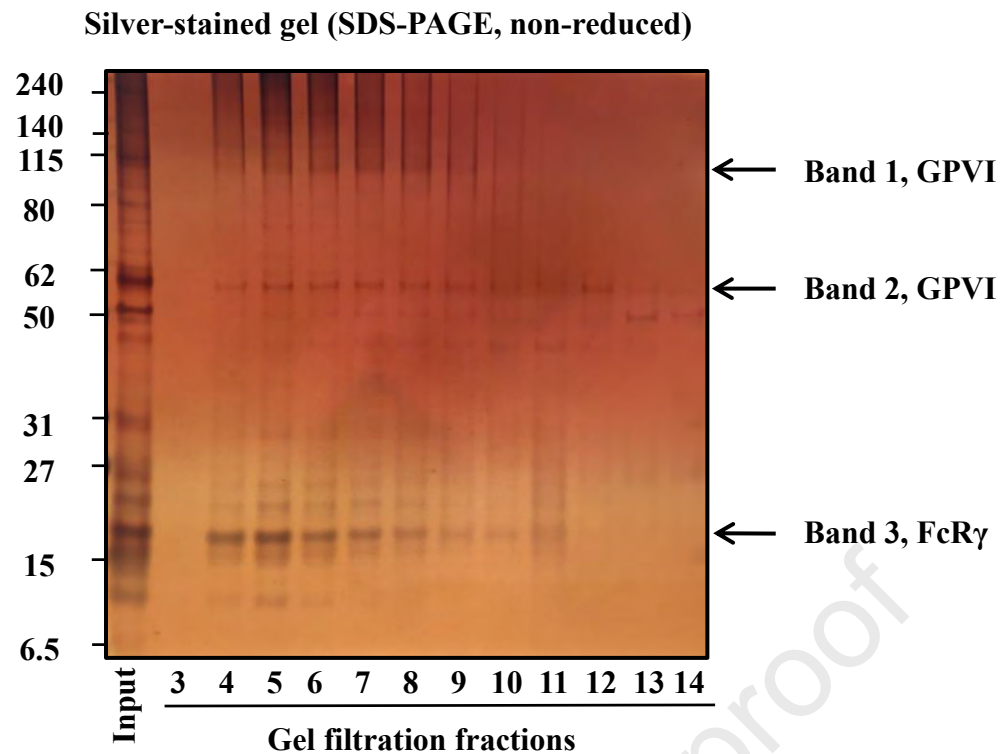 Silver-stained gel (SDS-PAGE, non-reduced)
240
140
115
80
62
50
31
27
15
6.5
Band 1, GPVI
Band 2, GPVI
Band 3, FcRγ
Input
3 4 5 6 7 8 9 10 11 12 13 14
Gel filtration fractions
proof